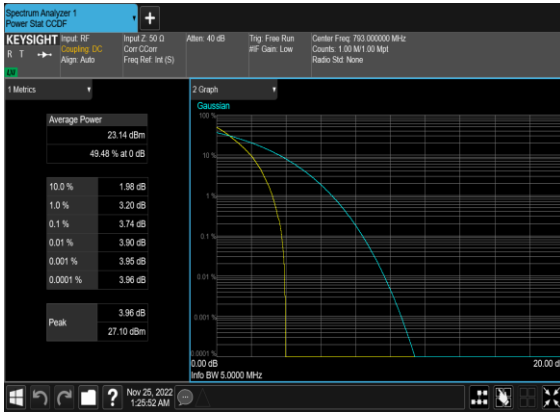 Spectrum Analyzer 1
Power Stat CCDF
+
KEYSIGHT
R T
LXI
Input: RF
Coupling: DC
Align: Auto
Input Z: 50 Ω
Corr CCorr
Freq Ref: Int (S)
Atten: 40 dB
Trig: Free Run
#IF Gain: Low
Center Freq: 793.000000 MHz
Counts: 1.00 M/1.00 Mpt
Radio Std: None
1 Metrics
Average Power
23.14 dBm
49.48 % at 0 dB
10.0 % 1.98 dB
1.0 % 3.20 dB
0.1 % 3.74 dB
0.01 % 3.90 dB
0.001 % 3.95 dB
0.0001 % 3.96 dB
Peak
3.96 dB
27.10 dBm
2 Graph
Gaussian
100 %
10 %
1 %
0.1 %
0.01 %
0.001 %
0.0001 %
0.00 dB
20.00 d
Info BW 5.0000 MHz
?
Nov 25, 2022
1:25:52 AM